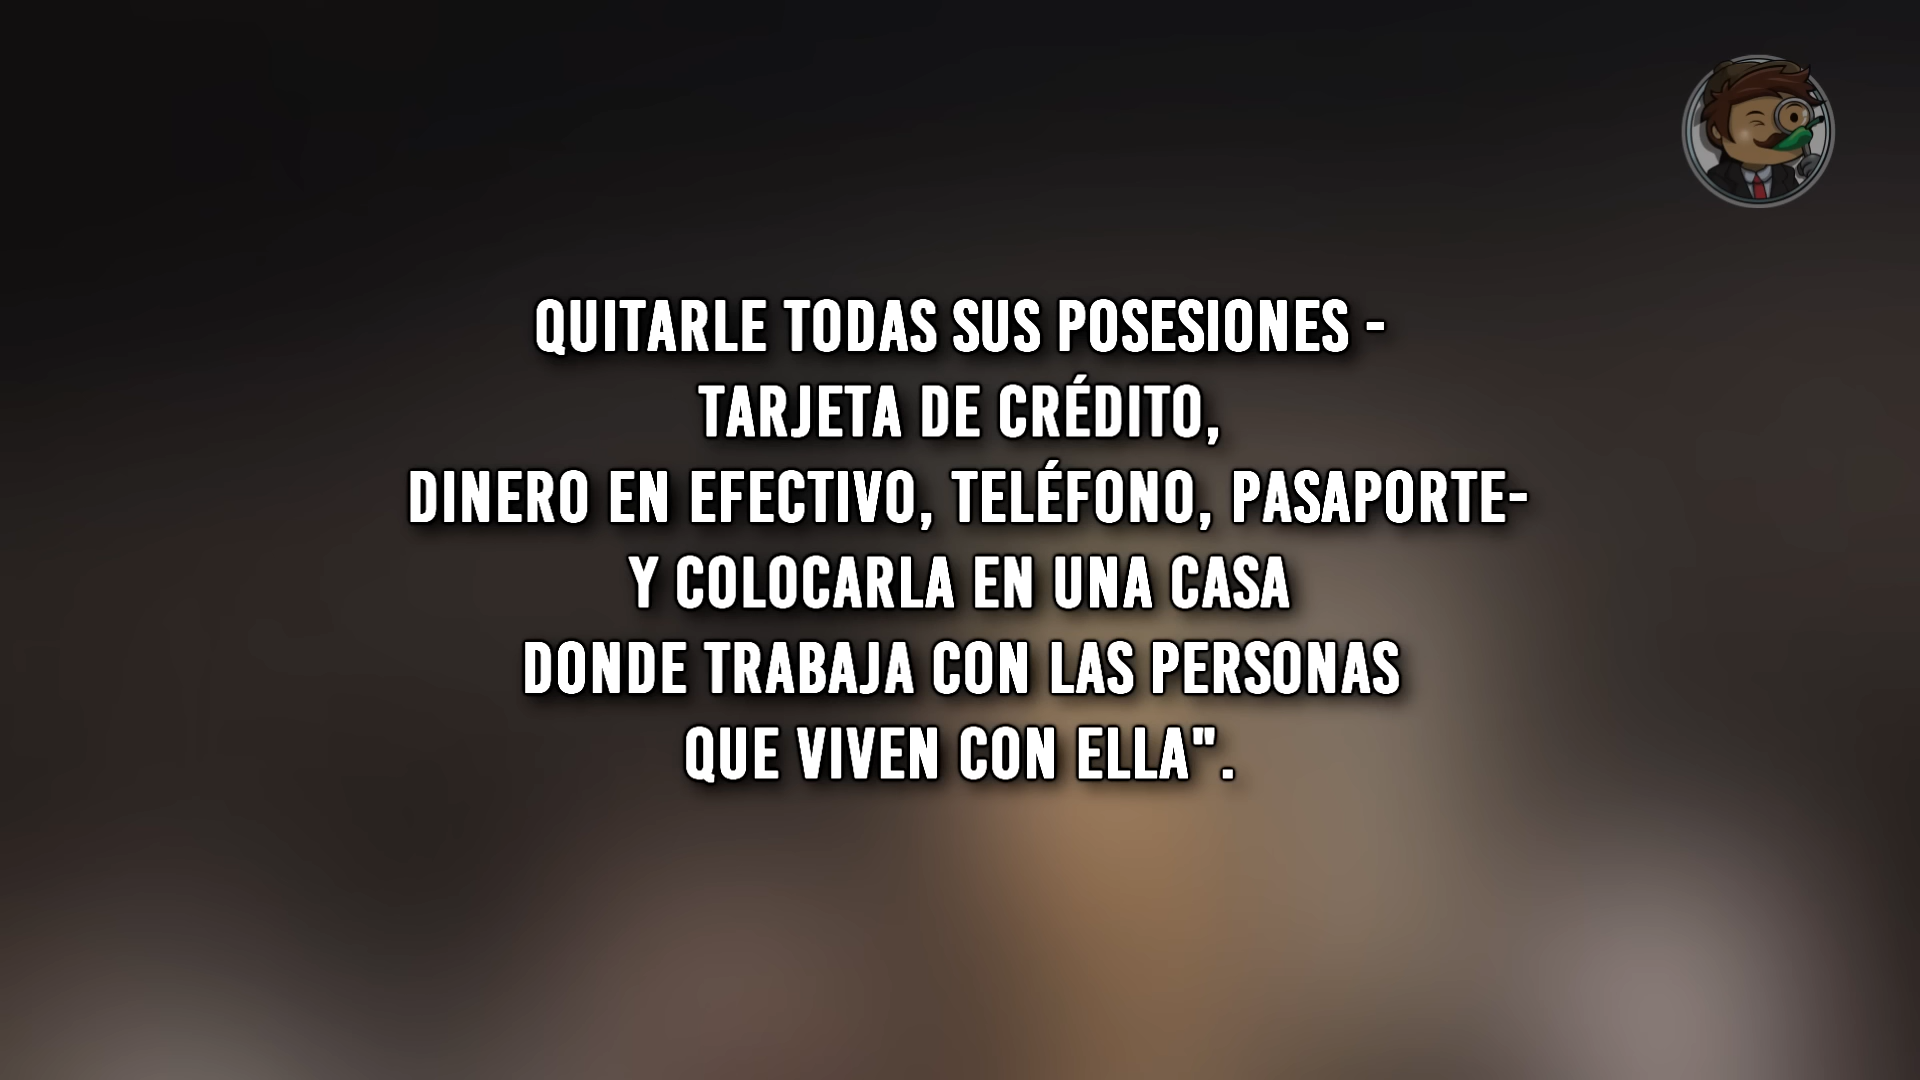 QUITARLE TODAS SUS POSESIONES -
TARJETA DE CRÉDITO,
DINERO EN EFECTIVO, TELÉFONO, PASAPORTE-
Y COLOCARLA EN UNA CASA
DONDE TRABAJA CON LAS PERSONAS
QUE VIVEN CON ELLA".